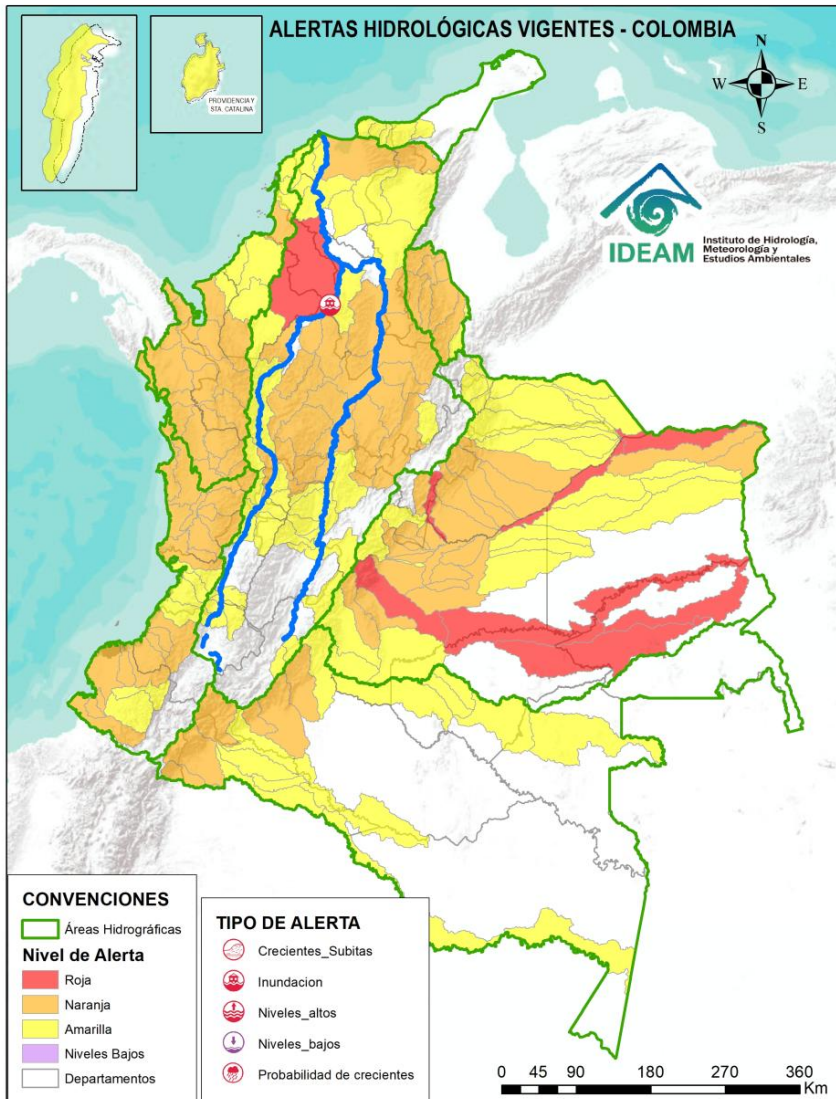 ALERTAS HIDROLÓGICAS VIGENTES - COLOMBIA
PROVIDENCIA Y
STA. CATALINA
N
W
E
S
IDEAM
Instituto de Hidrología,
Meteorología y
Estudios Ambientales
CONVENCIONES
Áreas Hidrográficas
Nivel de Alerta
Roja
Naranja
Amarilla
Niveles Bajos
Departamentos
TIPO DE ALERTA
Crecientes_Subitas
Inundacion
Niveles_altos
Niveles_bajos
Probabilidad de crecientes
0 45 90 180 270 360
Km